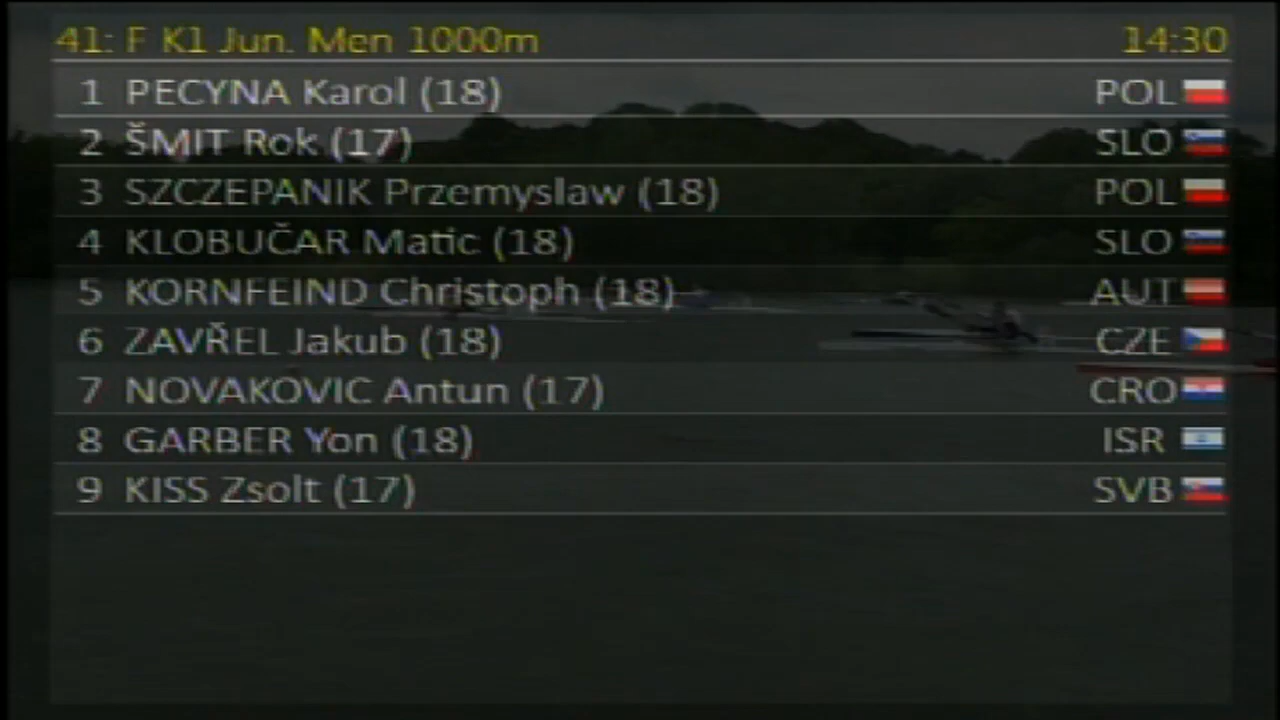 41: F K1 Jun. Men 1000m 14:30
1 PECYNA Karol (18) POL
2 ŠMIT Rok (17) SLO
3 SZCZEPANIK Przemyslaw (18) POL
4 KLOBUČAR Matic (18) SLO
5 KORNFEIND Christoph (18) AUT
6 ZAVŘEL Jakub (18) CZE
7 NOVAKOVIC Antun (17) CRO
8 GARBER Yon (18) ISR
9 KISS Zsolt (17) SVB